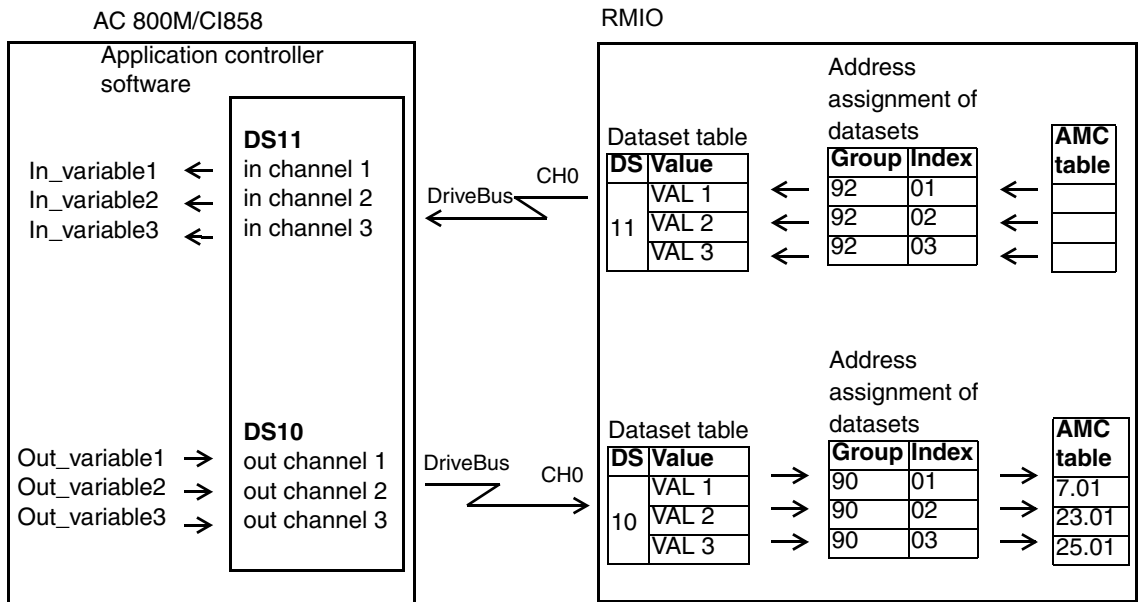 AC 800M/CI858
RMIO
Application controller
software
DS11
in channel 1
in channel 2
in channel 3
In_variable1
In_variable2
In_variable3
DriveBus
CH0
Dataset table
DS Value
11
VAL 1
VAL 2
VAL 3
Address
assignment of
datasets
Group Index
92 01
92 02
92 03
AMC
table
DS10
out channel 1
out channel 2
out channel 3
Out_variable1
Out_variable2
Out_variable3
DriveBus
CH0
Dataset table
DS Value
10
VAL 1
VAL 2
VAL 3
Address
assignment of
datasets
Group Index
90 01
90 02
90 03
AMC
table
7.01
23.01
25.01